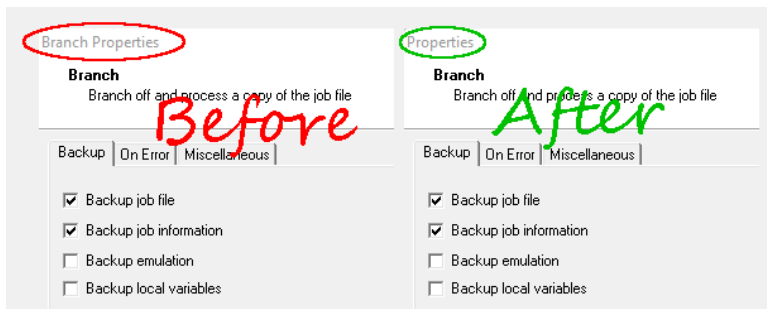 Branch Properties
Branch
Branch off and process a copy of the job file
Before
Backup On Error Miscellaneous
Backup job file
Backup job information
Backup emulation
Backup local variables
Properties
Branch
Branch off and process a copy of the job file
After
Backup On Error Miscellaneous
Backup job file
Backup job information
Backup emulation
Backup local variables